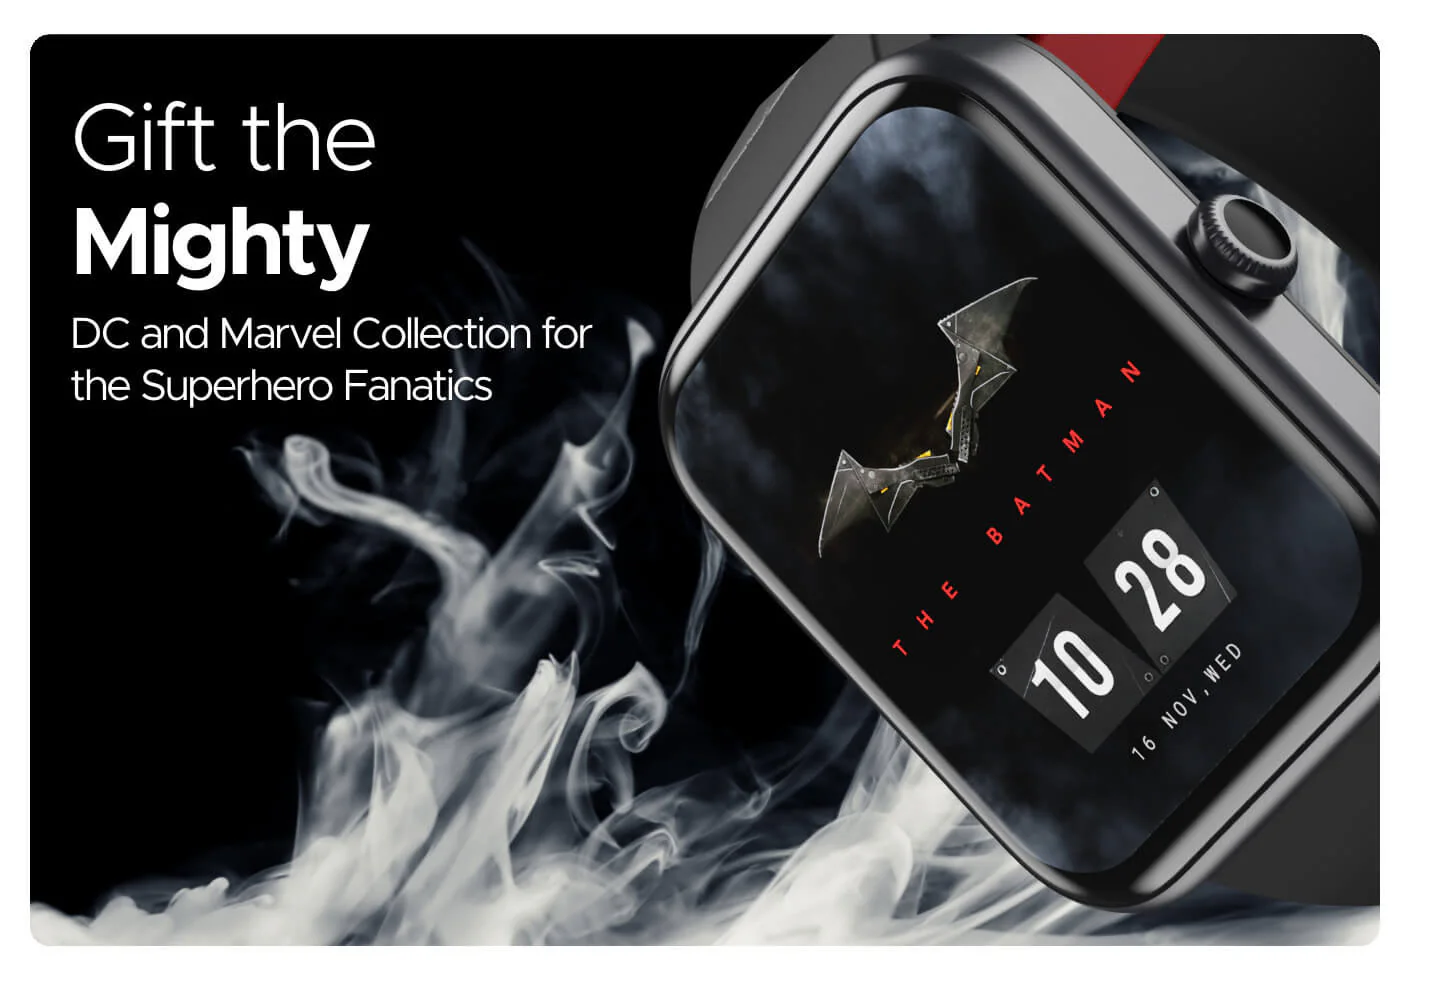 Gift the
Mighty
DC and Marvel Collection for
the Superhero Fanatics
THE BATMAN
10 28
16 NOV,WED